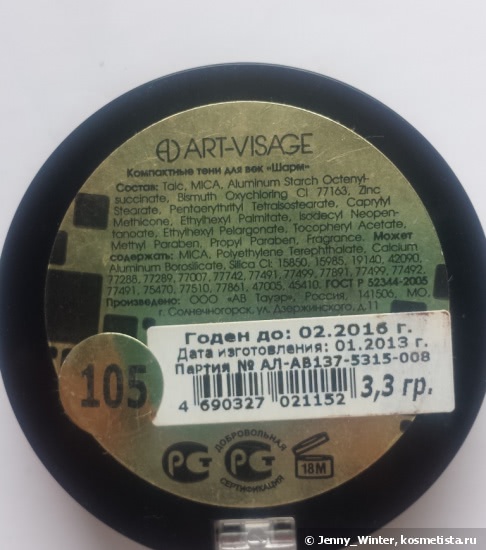 ART-VISAGE
Компактные тени для век «Шарм»
Состав: Talc, MICA, Aluminum Starch Octenyl-
succinate, Bismuth Oxychloring CI 77163, Zinc
Stearate, Pentaerythrityl Tetraisostearate, Caprylyl
Methicone, Ethylhexyl Palmitate, Isodecyl Neopen-
tanoate, Ethylhexyl Pelargonate, Tocopheryl Acetate,
Methyl Paraben, Propyl Paraben, Fragrance. Может
содержать: MICA, Polyethylene Terephthalate, Calcium
Aluminum Borosilicate, Silica CI: 15850, 15985, 19140, 42090,
77288, 77289, 77007, 77742, 77491, 77499, 77891, 77499, 77492,
77491, 75470, 77510, 77861, 47005, 45410. ГОСТ Р 52344-2005
Произведено: ООО «АВ Тауэр», Россия, 141506, МО,
г. Солнечногорск, ул. Дзержинского, д.11
Годен до: 02.2016 г.
Дата изготовления: 01.2013 г.
Партия № АЛ-АВ137-5315-008
4 690327 021152
3,3 гр.
105
РСТ
ДОБРОВОЛЬНАЯ
РСТ
СЕРТИФИКАЦИЯ
18M
© Jenny_Winter, kosmetista.ru